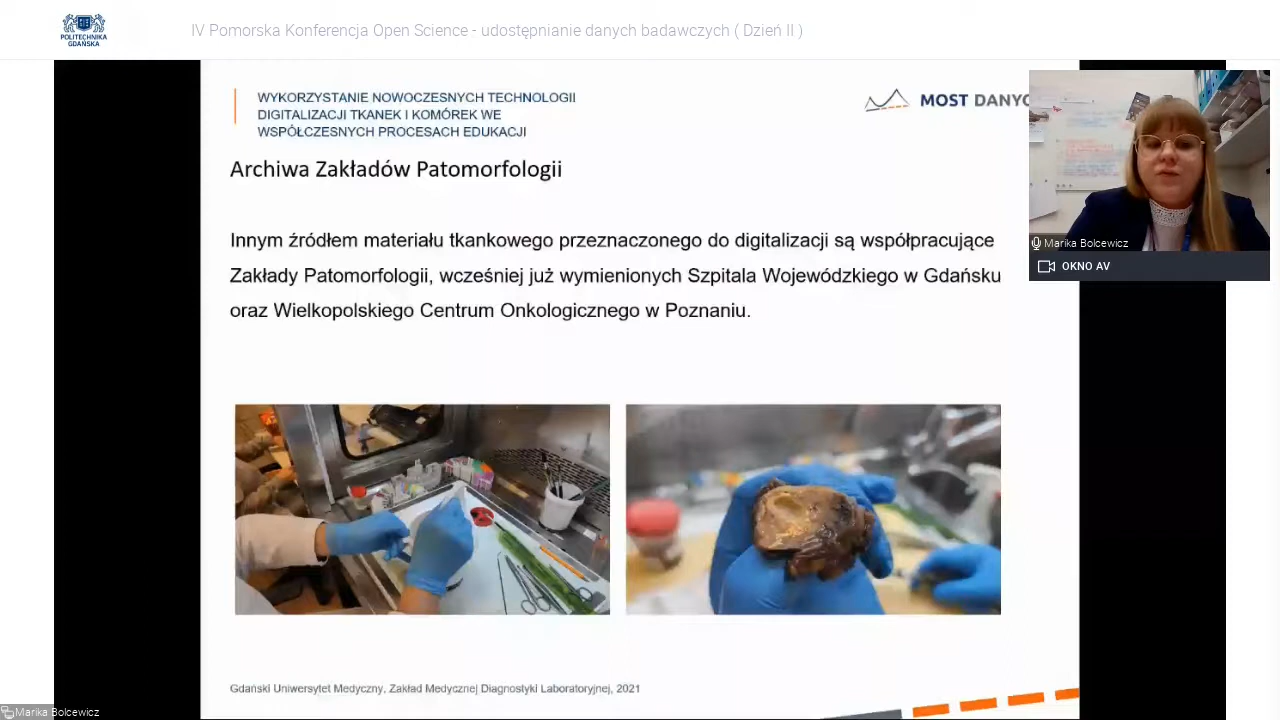 POLITECHNIKA
GDAŃSKA
IV Pomorska Konferencja Open Science - udostępnianie danych badawczych ( Dzień II )
WYKORZYSTANIE NOWOCZESNYCH TECHNOLOGII
DIGITALIZACJI TKANEK I KOMÓREK WE
WSPÓŁCZESNYCH PROCESACH EDUKACJI
MOST DANYC
Archiwa Zakładów Patomorfologii
Innym źródłem materiału tkankowego przeznaczonego do digitalizacji są współpracujące
Zakłady Patomorfologii, wcześniej już wymienionych Szpitala Wojewódzkiego w Gdańsku
oraz Wielkopolskiego Centrum Onkologicznego w Poznaniu.
Marika Bolcewicz
OKNO AV
Gdański Uniwersytet Medyczny, Zakład Medycznej Diagnostyki Laboratoryjnej, 2021
Marika Bolcewicz